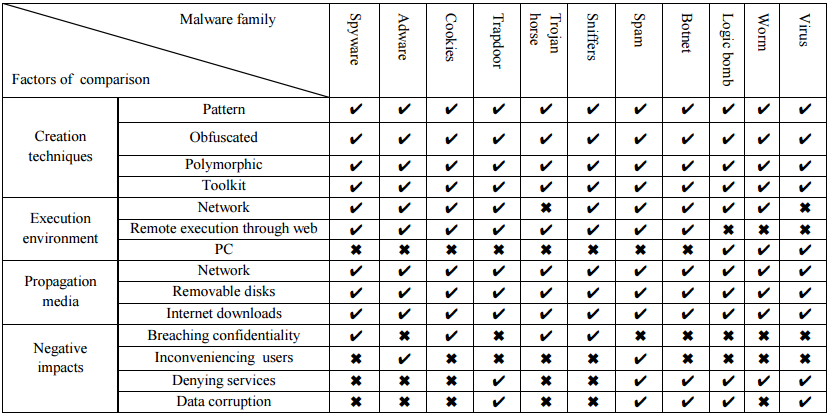 Malware family
Factors of comparison
Spyware
Adware
Cookies
Trapdoor
Trojan
horse
Sniffers
Spam
Botnet
Logic bomb
Worm
Virus
Creation
techniques
Pattern ✔ ✔ ✔ ✔ ✔ ✔ ✔ ✔ ✔ ✔ ✔
Obfuscated ✔ ✔ ✔ ✔ ✔ ✔ ✔ ✔ ✔ ✔ ✔
Polymorphic ✔ ✔ ✔ ✔ ✔ ✔ ✔ ✔ ✔ ✔ ✔
Toolkit ✔ ✔ ✔ ✔ ✔ ✔ ✔ ✔ ✔ ✔ ✔
Execution
environment
Network ✔ ✔ ✔ ✔ ✖ ✔ ✔ ✔ ✔ ✔ ✖
Remote execution through web ✔ ✔ ✔ ✔ ✔ ✔ ✔ ✔ ✖ ✖ ✖
PC ✖ ✖ ✖ ✖ ✖ ✖ ✖ ✖ ✔ ✔ ✔
Propagation
media
Network ✔ ✔ ✔ ✔ ✔ ✔ ✔ ✔ ✔ ✔ ✔
Removable disks ✔ ✔ ✔ ✔ ✔ ✔ ✔ ✔ ✔ ✔ ✔
Internet downloads ✔ ✔ ✔ ✔ ✔ ✔ ✔ ✔ ✔ ✔ ✔
Negative
impacts
Breaching confidentiality ✔ ✖ ✔ ✖ ✔ ✔ ✖ ✖ ✖ ✖ ✖
Inconveniencing users ✖ ✔ ✖ ✖ ✖ ✖ ✔ ✖ ✖ ✖ ✖
Denying services ✖ ✖ ✖ ✔ ✖ ✖ ✔ ✔ ✔ ✔ ✔
Data corruption ✖ ✖ ✖ ✔ ✖ ✖ ✔ ✔ ✔ ✖ ✔